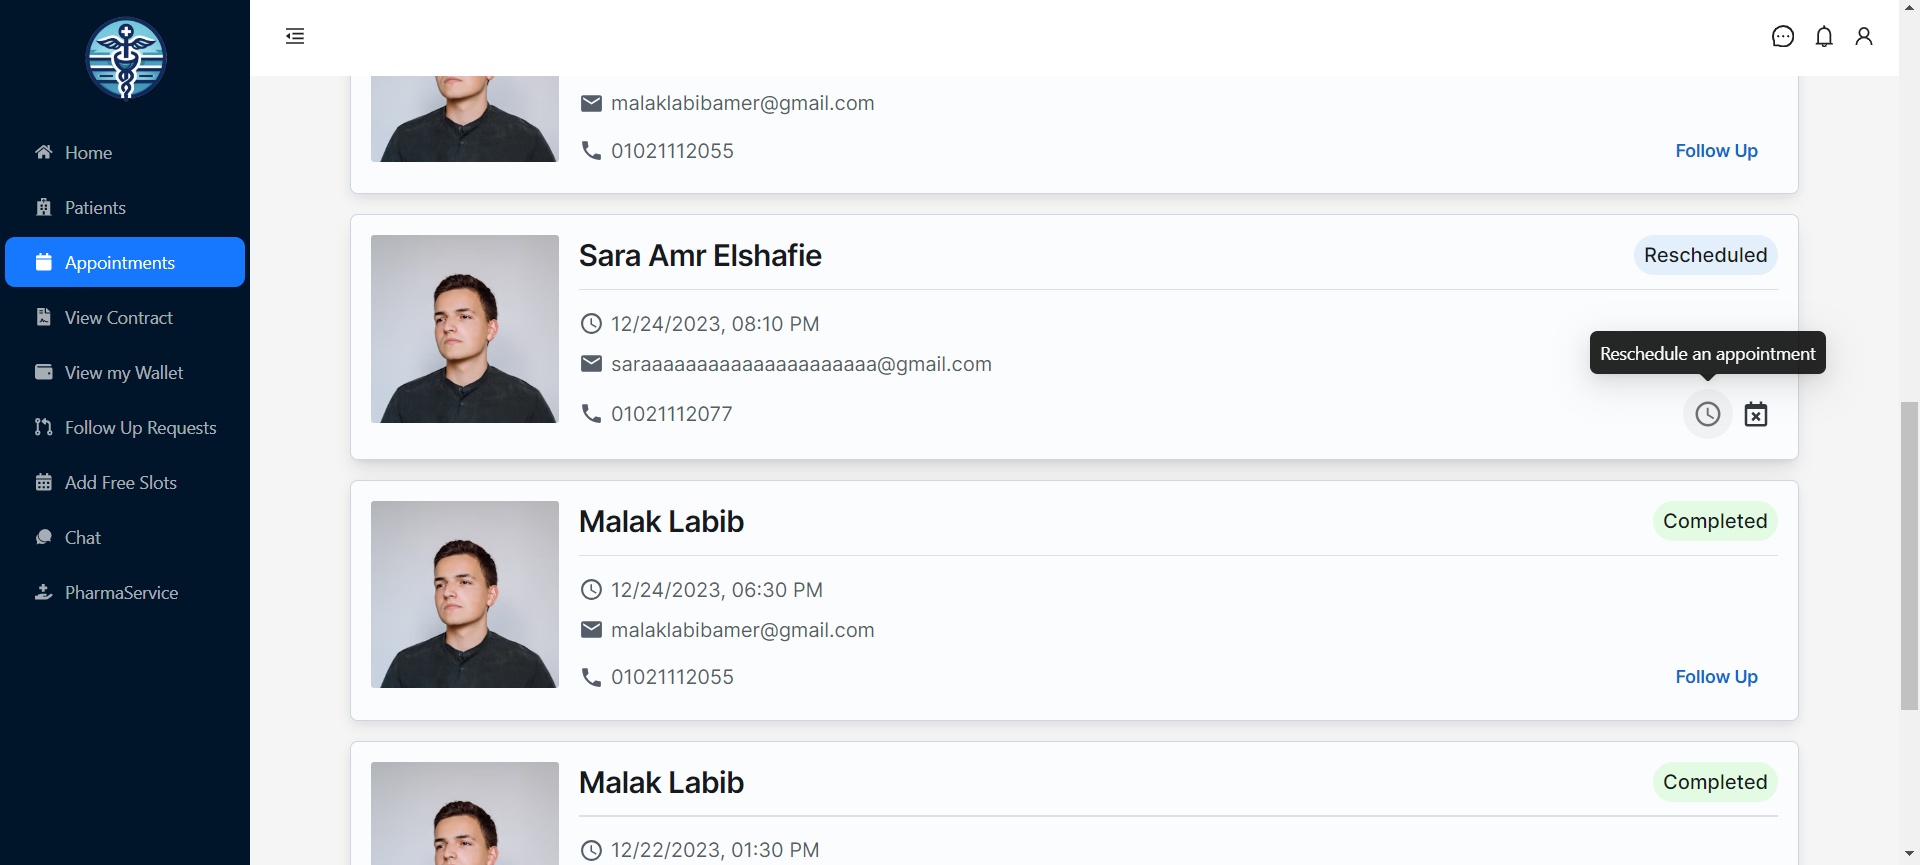 Home
Patients
Appointments
View Contract
View my Wallet
Follow Up Requests
Add Free Slots
Chat
PharmaService
malaklabibamer@gmail.com
01021112055
Follow Up
Sara Amr Elshafie
Rescheduled
12/24/2023, 08:10 PM
Reschedule an appointment
saraaaaaaaaaaaaaaaaaaaaa@gmail.com
01021112077
Malak Labib
Completed
12/24/2023, 06:30 PM
malaklabibamer@gmail.com
01021112055
Follow Up
Malak Labib
Completed
12/22/2023, 01:30 PM